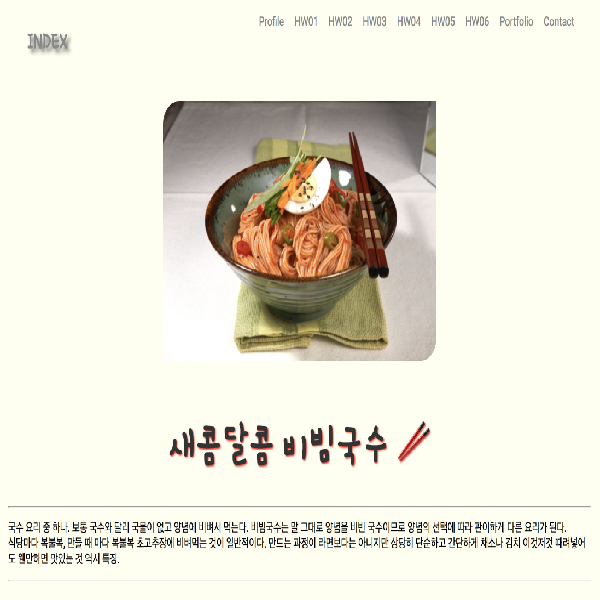 Profile HW01 HW02 HW03 HW04 HW05 HW06 Portfolio Contact
INDEX
새콤달콤 비빔국수
국수 요리 중 하나. 보통 국수와 달리 국물이 없고 양념에 비벼서 먹는다. 비빔국수는 말 그대로 양념을 비빈 국수이므로 양념의 선택에 따라 판이하게 다른 요리가 된다.
식당마다 복불복, 만들 때 마다 복불복 초고추장에 비벼먹는 것이 일반적이다. 만드는 과정이 라면보다는 아니지만 상당히 단순하고 간단하게 채소나 김치 이것저것 때려넣어
도 웬만하면 맛있는 것 역시 특징.